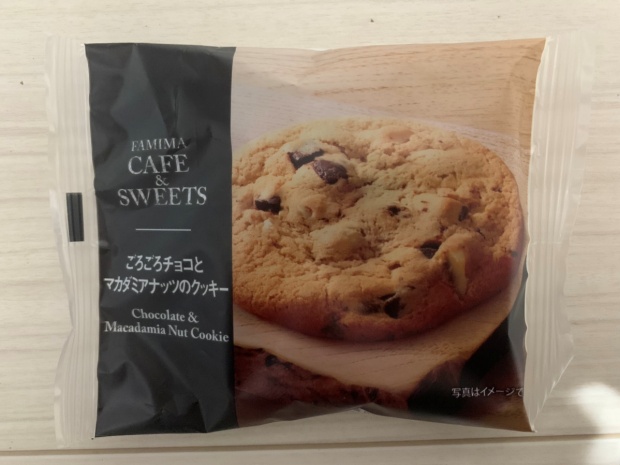 FAMIMA
CAFE
&
SWEETS
ごろごろチョコと
マカダミアナッツのクッキー
Chocolate &
Macadamia Nut Cookie
写真はイメージで